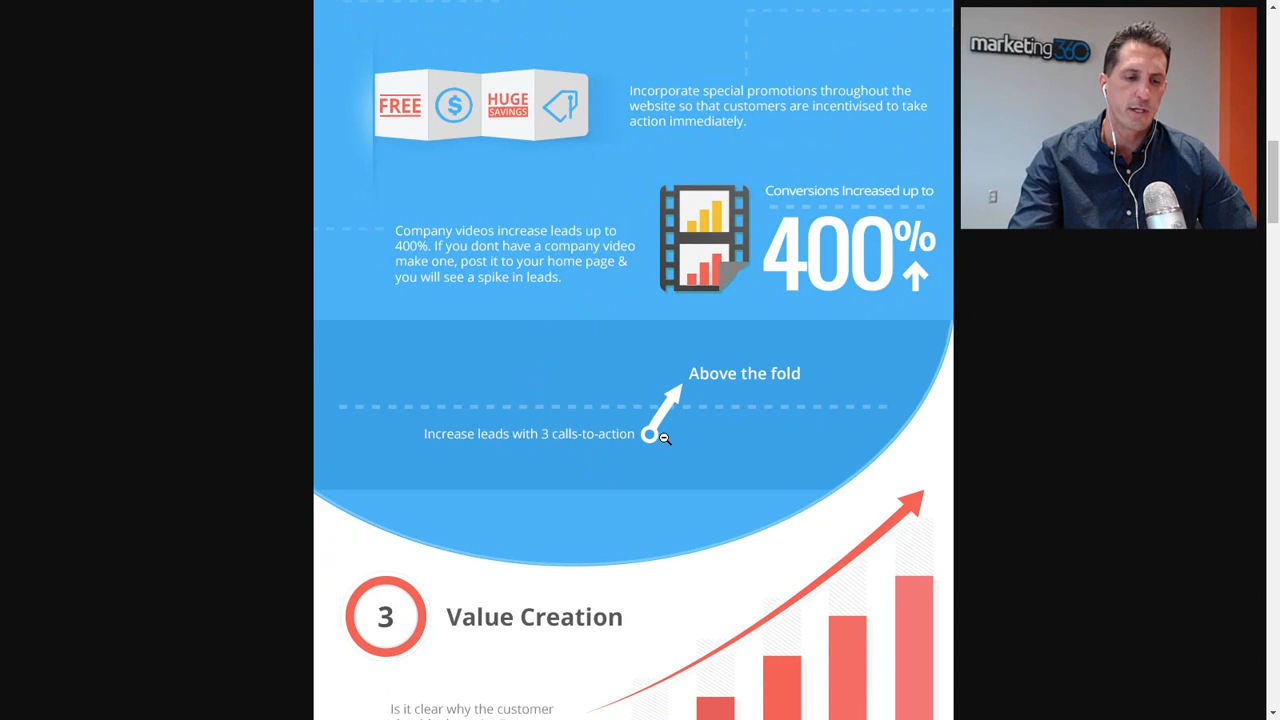 marketing 360
FREE
$
HUGE
SAVINGS
Incorporate special promotions throughout the
website so that customers are incentivised to take
action immediately.
Company videos increase leads up to
400%. If you dont have a company video
make one, post it to your home page &
you will see a spike in leads.
Conversions Increased up to
400%
Above the fold
Increase leads with 3 calls-to-action
3
Value Creation
Is it clear why the customer